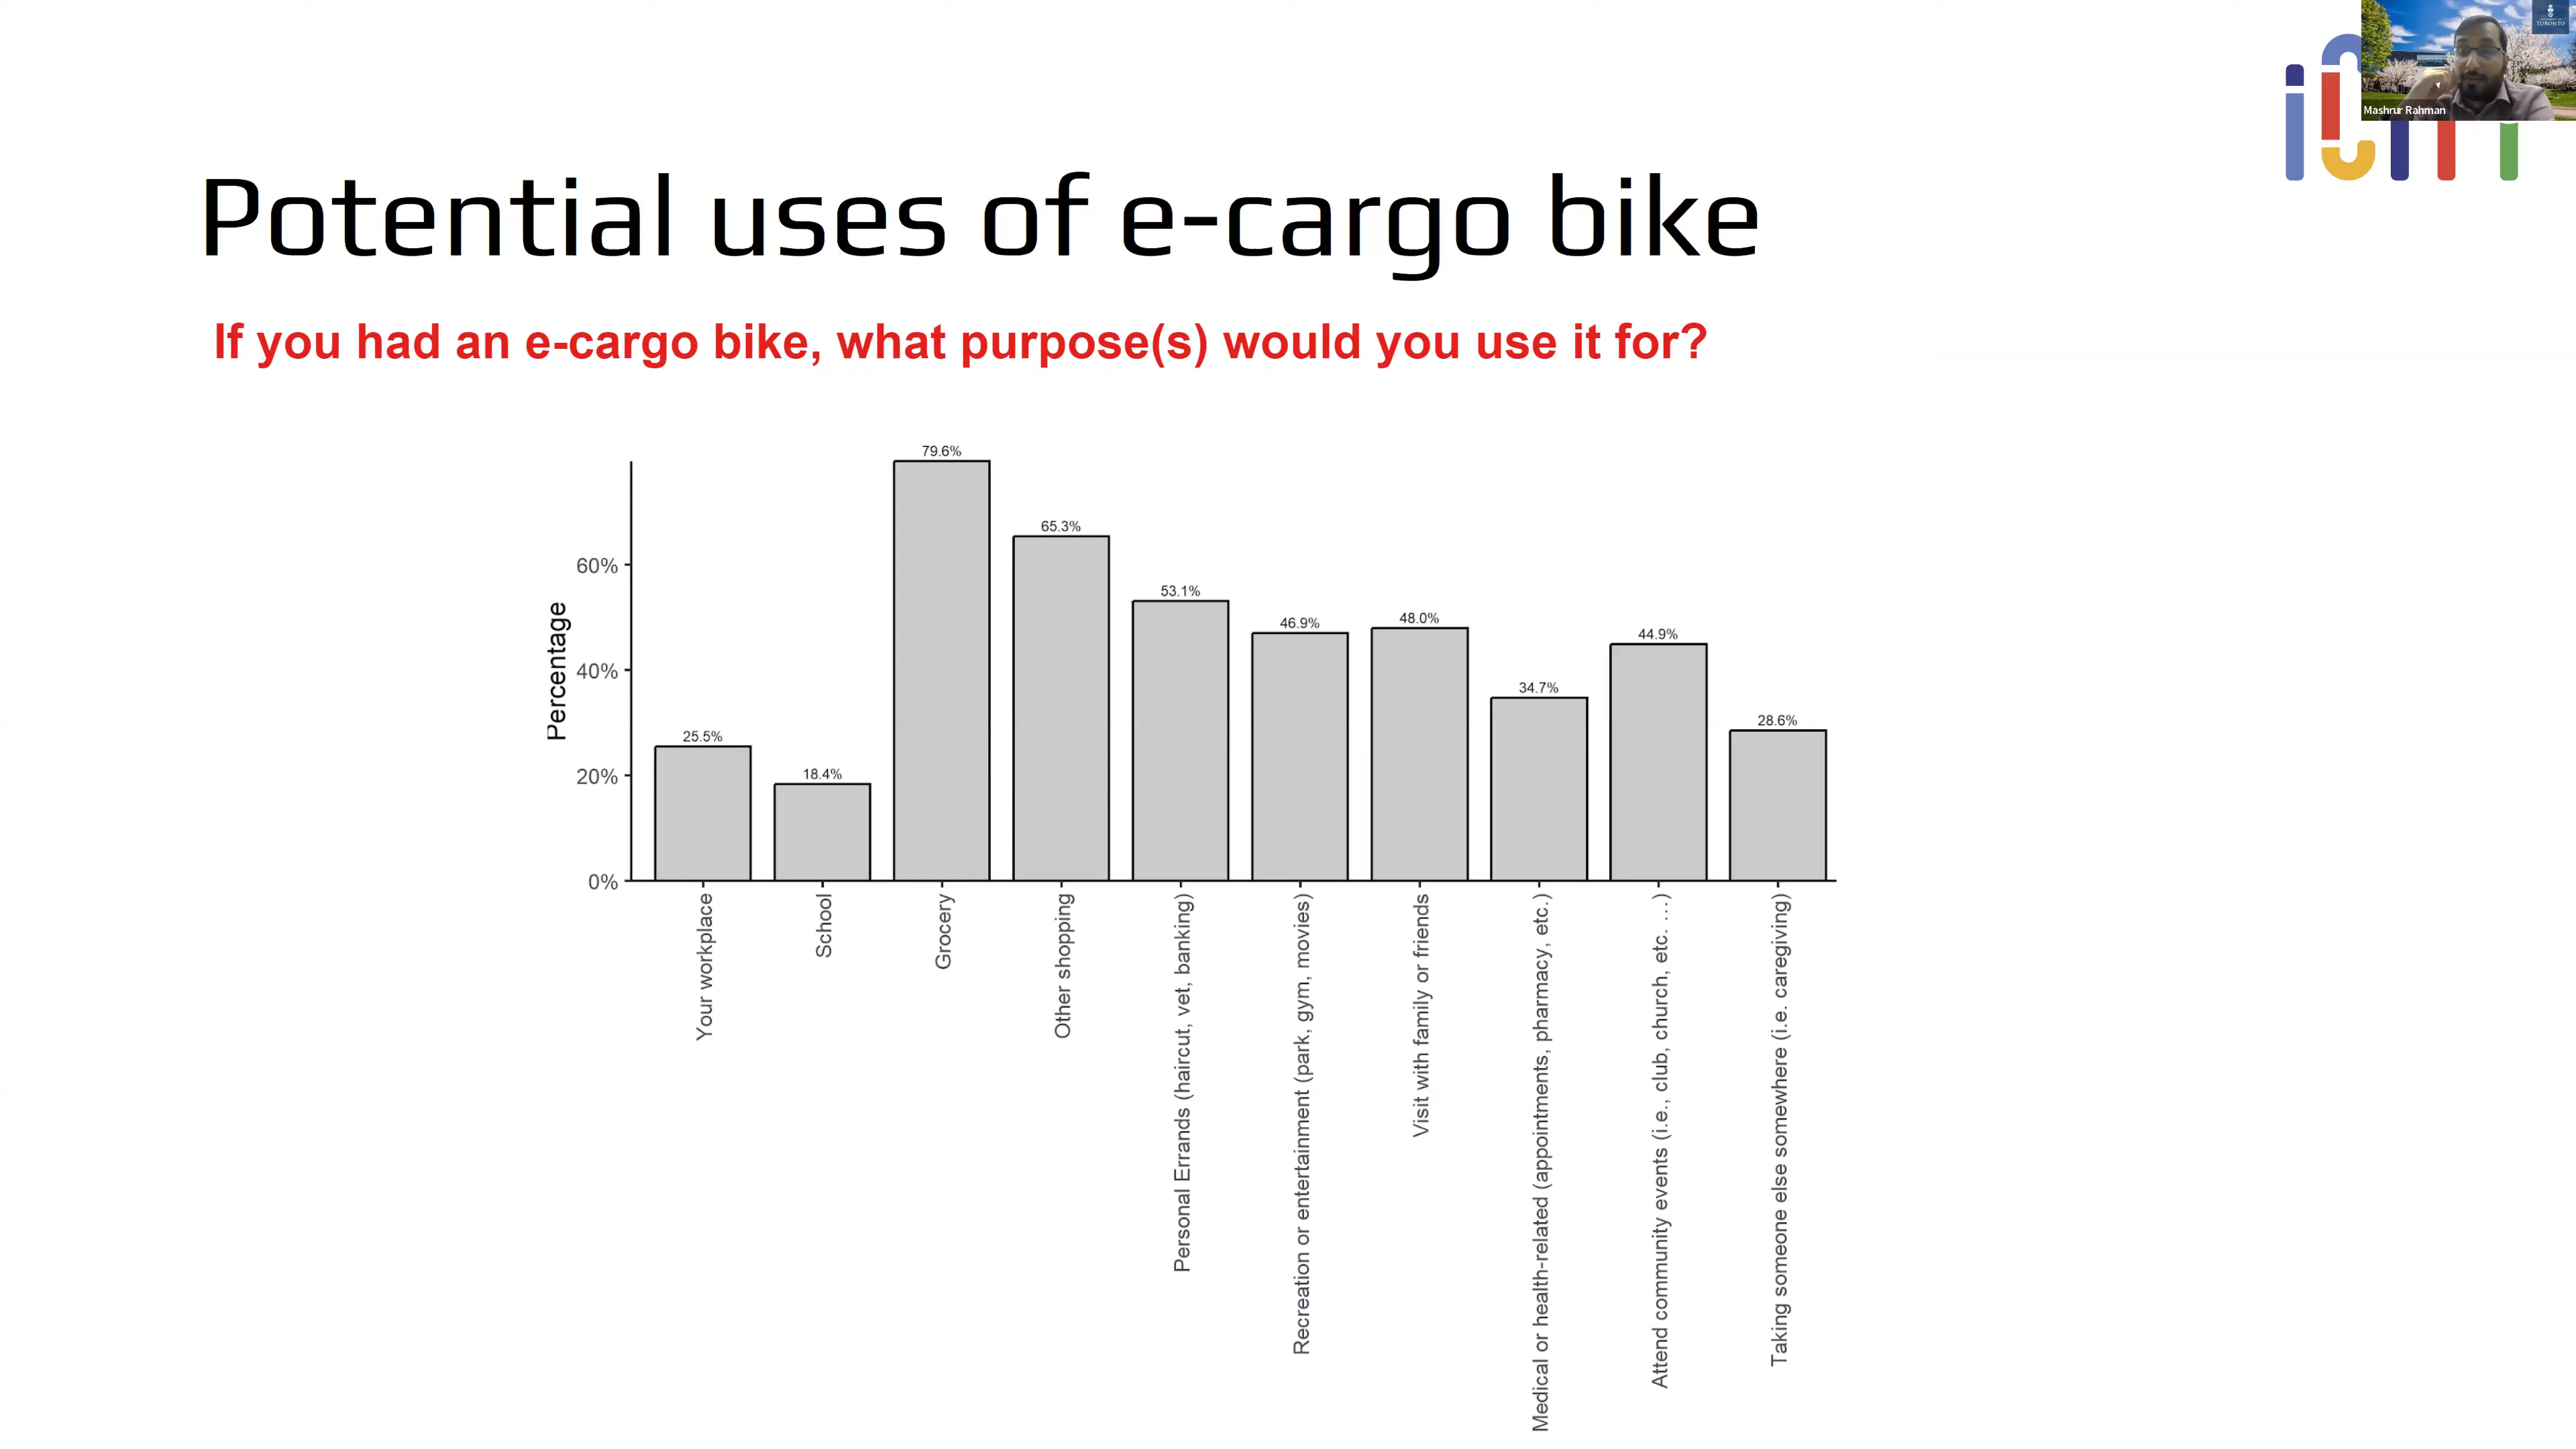 UNIVERSITY OF
TORONTO
Mashrur Rahman
Potential uses of e-cargo bike
If you had an e-cargo bike, what purpose(s) would you use it for?
Percentage
60%
40%
20%
0%
25.5%
18.4%
79.6%
65.3%
53.1%
46.9%
48.0%
34.7%
44.9%
28.6%
Your workplace
School
Grocery
Other shopping
Personal Errands (haircut, vet, banking)
Recreation or entertainment (park, gym, movies)
Visit with family or friends
Medical or health-related (appointments, pharmacy, etc.)
Attend community events (i.e., club, church, etc. …)
Taking someone else somewhere (i.e. caregiving)